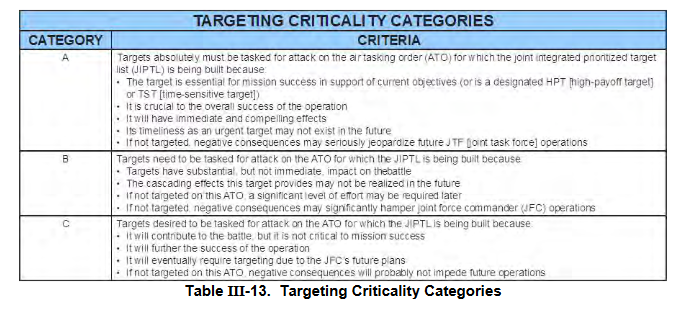 TARGETING CRITICALITY CATEGORIES
CATEGORY CRITERIA
A Targets absolutely must be tasked for attack on the air tasking order (ATO) for which the joint integrated prioritized target
list (JIPTL) is being built because
• The target is essential for mission success in support of current objectives (or is a designated HPT [high-payoff target]
or TST [time-sensitive target])
• It is crucial to the overall success of the operation
• It will have immediate and compelling effects
• Its timeliness as an urgent target may not exist in the future
• If not targeted, negative consequences may seriously jeopardize future JTF [joint task force] operations
B Targets need to be tasked for attack on the ATO for which the JIPTL is being built because
• Targets have substantial, but not immediate, impact on thebattle
• The cascading effects this target provides may not be realized in the future
• If not targeted on this ATO, a significant level of effort may be required later
• If not targeted, negative consequences may significantly hamper joint force commander (JFC) operations
C Targets desired to be tasked for attack on the ATO for which the JIPTL is being built because
• It will contribute to the battle, but it is not critical to mission success
• It will further the success of the operation
• It will eventually require targeting due to the JFC's future plans
• If not targeted on this ATO, negative consequences will probably not impede future operations
Table III-13. Targeting Criticality Categories